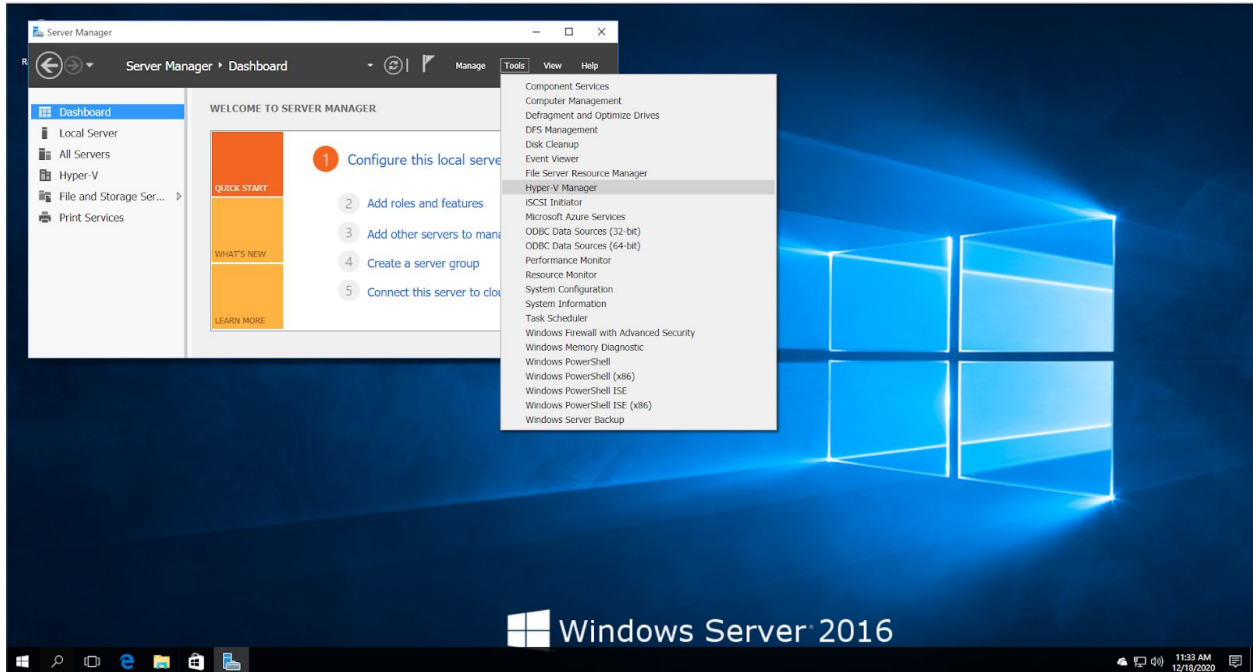 Server Manager
R
Server Manager ‣ Dashboard
Manage Tools View Help
Dashboard
Local Server
All Servers
Hyper-V
File and Storage Ser...
Print Services
WELCOME TO SERVER MANAGER
QUICK START
WHAT'S NEW
LEARN MORE
1 Configure this local serve
2 Add roles and features
3 Add other servers to mana
4 Create a server group
5 Connect this server to clou
Component Services
Computer Management
Defragment and Optimize Drives
DFS Management
Disk Cleanup
Event Viewer
File Server Resource Manager
Hyper-V Manager
iSCSI Initiator
Microsoft Azure Services
ODBC Data Sources (32-bit)
ODBC Data Sources (64-bit)
Performance Monitor
Resource Monitor
System Configuration
System Information
Task Scheduler
Windows Firewall with Advanced Security
Windows Memory Diagnostic
Windows PowerShell
Windows PowerShell (x86)
Windows PowerShell ISE
Windows PowerShell ISE (x86)
Windows Server Backup
Windows Server 2016
11:33 AM
12/18/2020